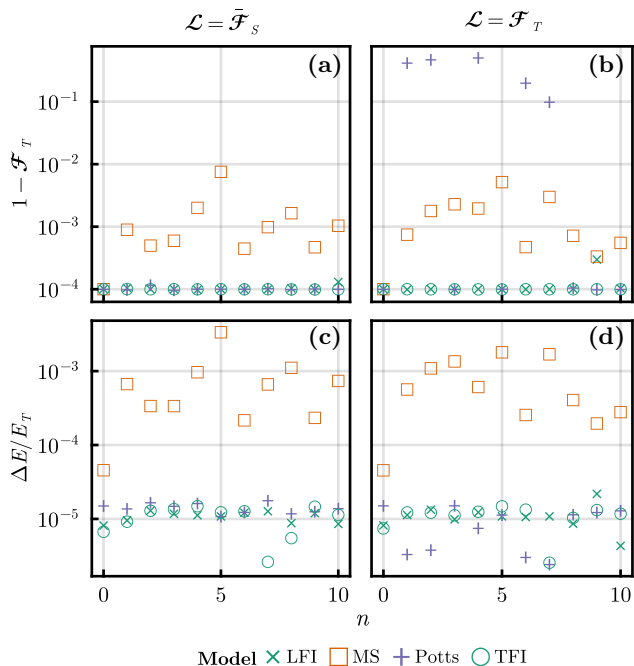 𝓛 = 𝓕̄_S
𝓛 = 𝓕_T
(a)
(b)
10⁻¹
10⁻²
10⁻³
10⁻⁴
1 − 𝓕_T
(c)
(d)
10⁻³
10⁻⁴
10⁻⁵
ΔE/E_T
0 5 10
0 5 10
n
Model LFI MS Potts TFI